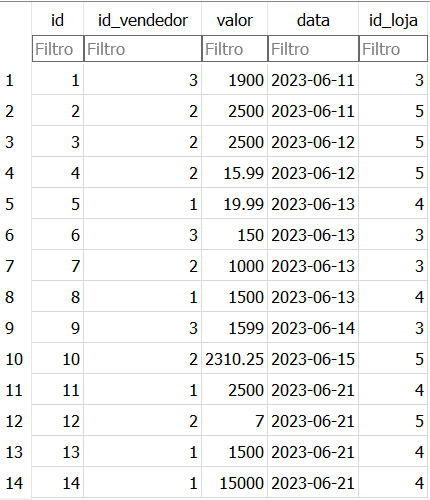 id id_vendedor valor data id_loja
Filtro Filtro Filtro Filtro Filtro
1 1 3 1900 2023-06-11 3
2 2 2 2500 2023-06-11 5
3 3 2 2500 2023-06-12 5
4 4 2 15.99 2023-06-12 5
5 5 1 19.99 2023-06-13 4
6 6 3 150 2023-06-13 3
7 7 2 1000 2023-06-13 3
8 8 1 1500 2023-06-13 4
9 9 3 1599 2023-06-14 3
10 10 2 2310.25 2023-06-15 5
11 11 1 2500 2023-06-21 4
12 12 2 7 2023-06-21 5
13 13 1 1500 2023-06-21 4
14 14 1 15000 2023-06-21 4